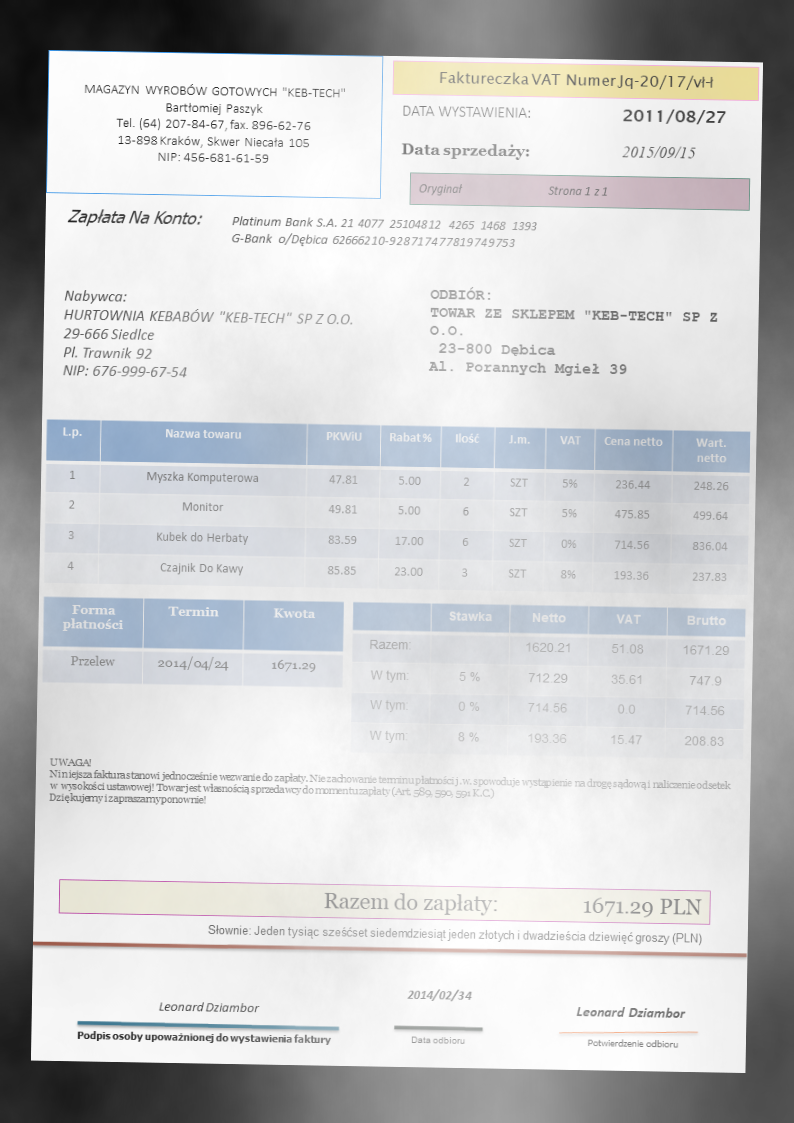 MAGAZYN WYROBÓW GOTOWYCH "KEB-TECH"
Bartłomiej Paszyk
Tel. (64) 207-84-67, fax. 896-62-76
13-898 Kraków, Skwer Niecała 105
NIP: 456-681-61-59
Faktureczka VAT Numer Jq-20/17/vH
DATA WYSTAWIENIA: 2011/08/27
Data sprzedaży: 2015/09/15
Oryginał Strona 1 z 1
Zapłata Na Konto: Platinum Bank S.A. 21 4077 25104812 4265 1468 1393
G-Bank o/Dębica 62666210-928717477819749753
Nabywca:
HURTOWNIA KEBABÓW "KEB-TECH" SP Z O.O.
29-666 Siedlce
Pl. Trawnik 92
NIP: 676-999-67-54
ODBIÓR:
TOWAR ZE SKLEPEM "KEB-TECH" SP Z
O.O.
23-800 Dębica
Al. Porannych Mgieł 39
L.p. Nazwa towaru PKWiU Rabat % Ilość J.m. VAT Cena netto Wart. netto
1 Myszka Komputerowa 47.81 5.00 2 SZT 5% 236.44 248.26
2 Monitor 49.81 5.00 6 SZT 5% 475.85 499.64
3 Kubek do Herbaty 83.59 17.00 6 SZT 0% 714.56 836.04
4 Czajnik Do Kawy 85.85 23.00 3 SZT 8% 193.36 237.83
Forma płatności Termin Kwota
Przelew 2014/04/24 1671.29
Stawka Netto VAT Brutto
Razem: 1620.21 51.08 1671.29
W tym: 5 % 712.29 35.61 747.9
W tym: 0 % 714.56 0.0 714.56
W tym: 8 % 193.36 15.47 208.83
UWAGA!
Niniejsza faktura stanowi jednocześnie wezwanie do zapłaty. Niezachowanie terminu płatności j.w. spowoduje wystąpienie na drogę sądową i naliczenie odsetek
w wysokości ustawowej! Towar jest własnością sprzedawcy do momentu zapłaty (Art. 589, 590, 591 K.C.)
Dziękujemy i zapraszamy ponownie!
Razem do zapłaty: 1671.29 PLN
Słownie: Jeden tysiąc sześćset siedemdziesiąt jeden złotych i dwadzieścia dziewięć groszy (PLN)
Leonard Dziambor
Podpis osoby upoważnionej do wystawienia faktury
2014/02/34
Data odbioru
Leonard Dziambor
Potwierdzenie odbioru